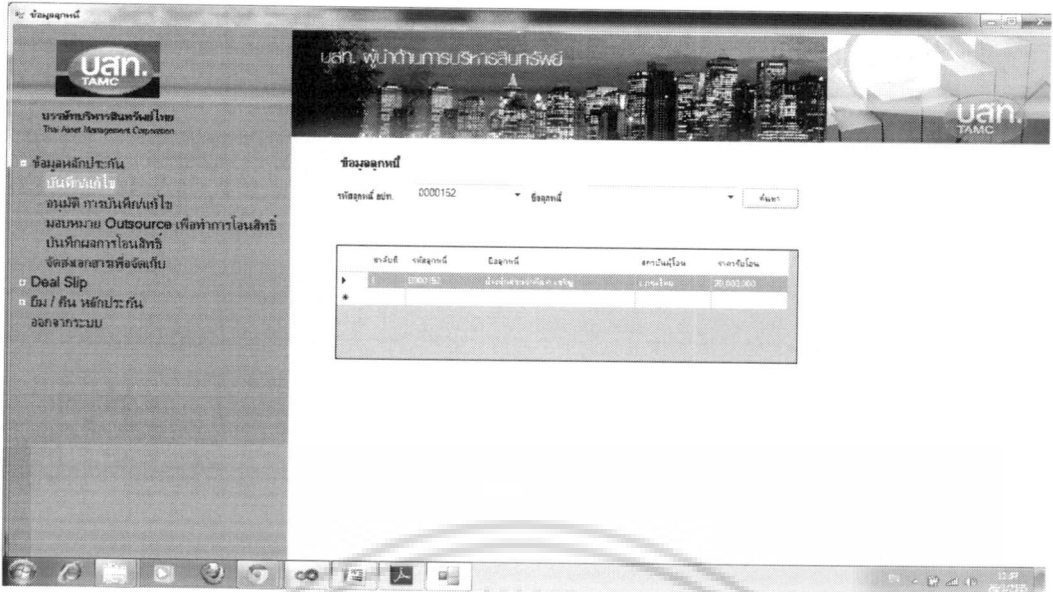 ข้อมูลลูกหนี้
บสท.
TAMC
บรรษัทบริหารสินทรัพย์ไทย
Thai Asset Management Corporation
บสท. ผู้นำด้านการบริหารสินทรัพย์
บสท.
TAMC
ข้อมูลหลักประกัน
บันทึก/แก้ไข
อนุมัติ การบันทึก/แก้ไข
มอบหมาย Outsource เพื่อทำการโอนสิทธิ์
บันทึกผลการโอนสิทธิ์
จัดส่งเอกสารเพื่อจัดเก็บ
Deal Slip
ยืม / คืน หลักประกัน
ออกจากระบบ
ข้อมูลลูกหนี้
รหัสลูกหนี้ ธปท. 0000152 ชื่อลูกหนี้ ค้นหา
ลำดับที่ รหัสลูกหนี้ ชื่อลูกหนี้ สถาบันผู้โอน ราคารับโอน
1 0000152 20,000,000
EN